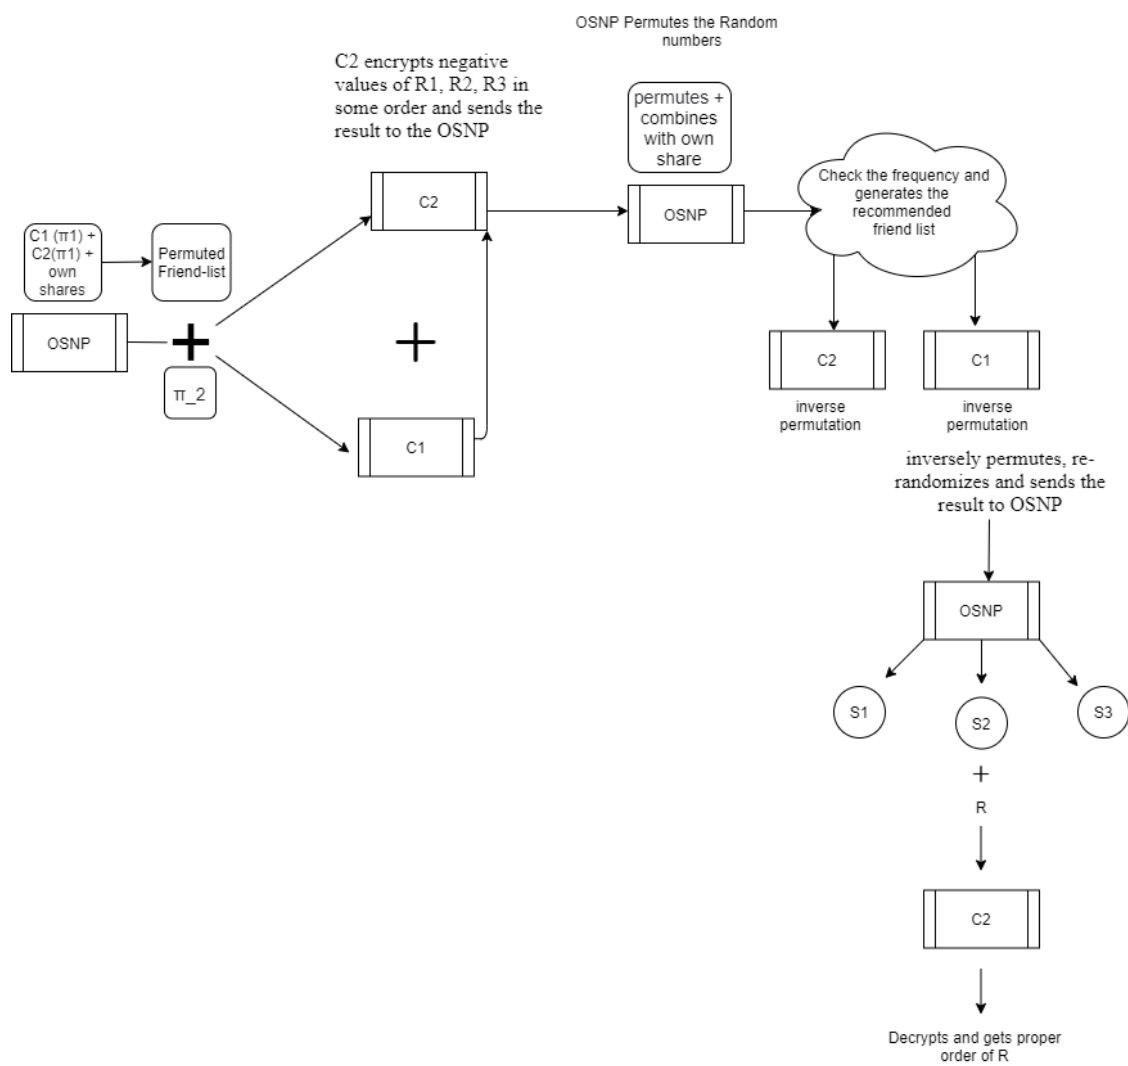 OSNP Permutes the Random
numbers
C2 encrypts negative
values of R1, R2, R3 in
some order and sends the
result to the OSNP
permutes +
combines
with own
share
C2
OSNP
Check the frequency and
generates the
recommended
friend list
C1 (π1) +
C2(π1) +
own
shares
Permuted
Friend-list
OSNP
+
π_2
+
C1
C2
C1
inverse
permutation
inverse
permutation
inversely permutes, re-
randomizes and sends the
result to OSNP
OSNP
S1
S2
S3
+
R
C2
Decrypts and gets proper
order of R